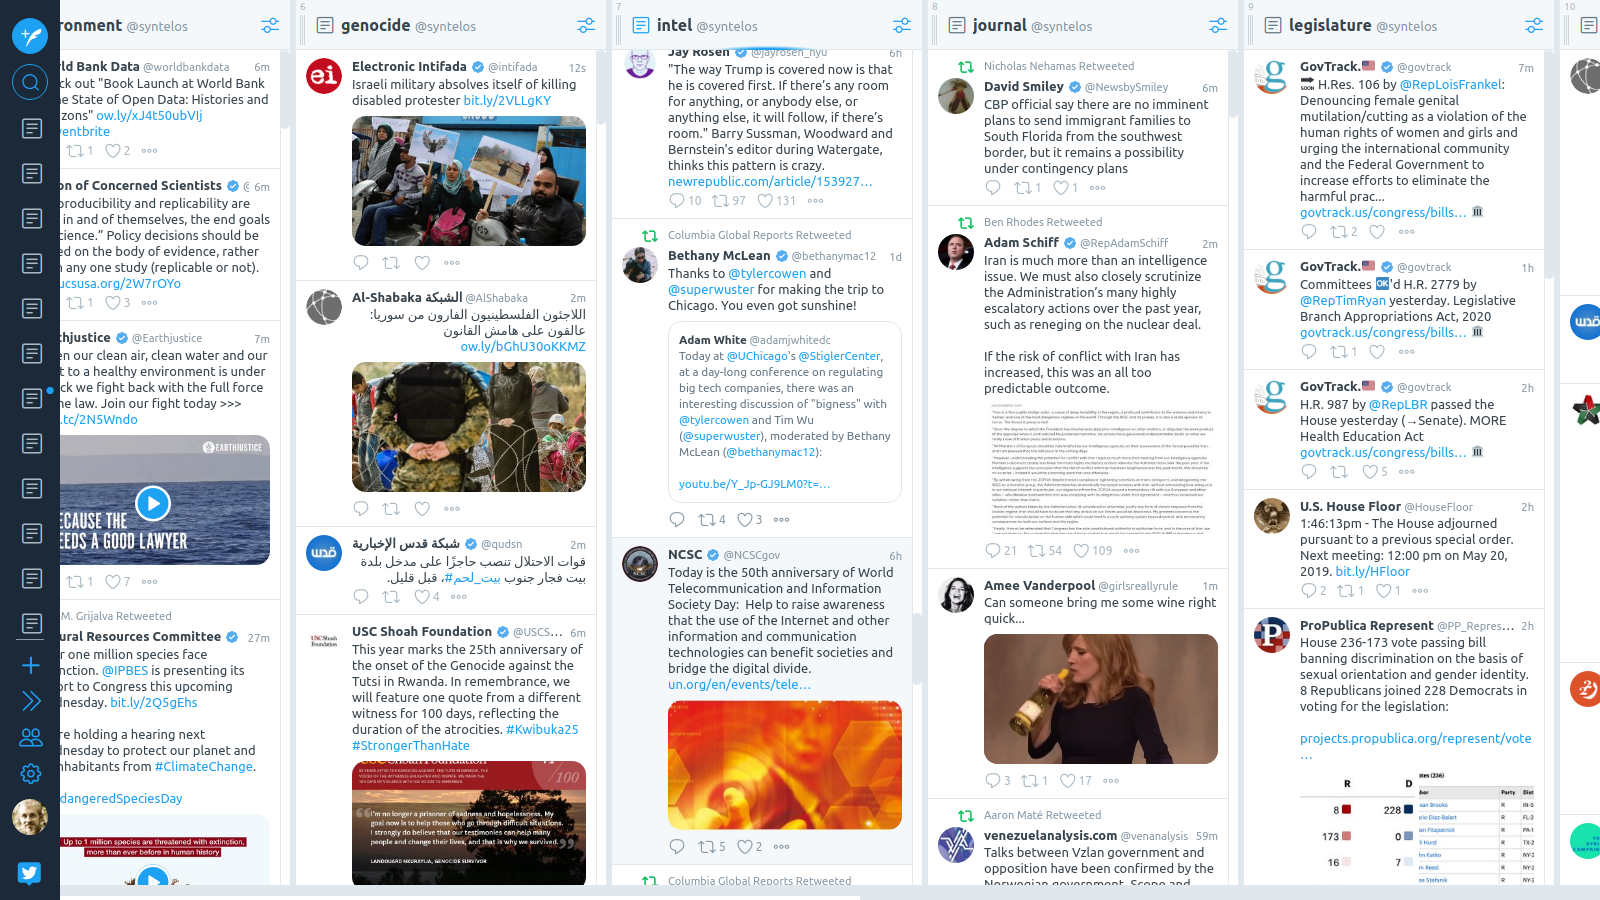 ronment @syntelos
ld Bank Data @worldbankdata 6m
ck out "Book Launch at World Bank
e State of Open Data: Histories and
zons" ow.ly/xJ4t50ubVIj
ventbrite
1 2
on of Concerned Scientists 6m
producibility and replicability are
in and of themselves, the end goals
cience.” Policy decisions should be
ed on the body of evidence, rather
n any one study (replicable or not).
ucsusa.org/2W7rOYo
1 3
thjustice @Earthjustice 7m
en our clean air, clean water and our
t to a healthy environment is under
ck we fight back with the full force
he law. Join our fight today >>>
.tc/2N5Wndo
EARTHJUSTICE
ECAUSE THE
EEDS A GOOD LAWYER
1 7
M. Grijalva Retweeted
ural Resources Committee 27m
r one million species face
nction. @IPBES is presenting its
ort to Congress this upcoming
dnesday. bit.ly/2Q5gEhs
re holding a hearing next
dnesday to protect our planet and
nhabitants from #ClimateChange.
dangeredSpeciesDay
Up to 1 million species are threatened with extinction,
more than ever before in human history
6
genocide @syntelos
Electronic Intifada @intifada 12s
Israeli military absolves itself of killing
disabled protester bit.ly/2VLLgKY
ei
Al-Shabaka الشبكة @AlShabaka 2m
اللاجئون الفلسطينيون الفارون من سوريا:
عالقون على هامش القانون
ow.ly/bGhU30oKKMZ
شبكة قدس الإخبارية @qudsn 2m
قوات الاحتلال تنصب حاجزًا على مدخل بلدة
بيت فجار جنوب #بيت_لحم، قبل قليل.
4
USC Shoah Foundation @USCS... 6m
This year marks the 25th anniversary of
the onset of the Genocide against the
Tutsi in Rwanda. In remembrance, we
will feature one quote from a different
witness for 100 days, reflecting the
duration of the atrocities. #Kwibuka25
#StrongerThanHate
/100
I'm no longer a prisoner of sadness and hopelessness. My
goal now is to help those who go through difficult situations.
I strongly do believe that our testimonies can help many
people and change their lives, and that is why we survived.
LANDOUARD NKURAYIJA, GENOCIDE SURVIVOR
7
intel @syntelos
Jay Rosen @jayrosen_nyu 6h
"The way Trump is covered now is that
he is covered first. If there’s any room
for anything, or anybody else, or
anything else, it will follow, if there’s
room." Barry Sussman, Woodward and
Bernstein's editor during Watergate,
thinks this pattern is crazy.
newrepublic.com/article/153927…
10 97 131
Columbia Global Reports Retweeted
Bethany McLean @bethanymac12 1d
Thanks to @tylercowen and
@superwuster for making the trip to
Chicago. You even got sunshine!
Adam White @adamjwhitedc
Today at @UChicago's @StiglerCenter,
at a day-long conference on regulating
big tech companies, there was an
interesting discussion of "bigness" with
@tylercowen and Tim Wu
(@superwuster), moderated by Bethany
McLean (@bethanymac12):
youtu.be/Y_Jp-GJ9LM0?t=…
4 3
NCSC @NCSCgov 6h
Today is the 50th anniversary of World
Telecommunication and Information
Society Day: Help to raise awareness
that the use of the Internet and other
information and communication
technologies can benefit societies and
bridge the digital divide.
un.org/en/events/tele…
5 2
Columbia Global Reports Retweeted
8
journal @syntelos
Nicholas Nehamas Retweeted
David Smiley @NewsbySmiley 6m
CBP official say there are no imminent
plans to send immigrant families to
South Florida from the southwest
border, but it remains a possibility
under contingency plans
1 1
Ben Rhodes Retweeted
Adam Schiff @RepAdamSchiff 2m
Iran is much more than an intelligence
issue. We must also closely scrutinize
the Administration’s many highly
escalatory actions over the past year,
such as reneging on the nuclear deal.
If the risk of conflict with Iran has
increased, this was an all too
predictable outcome.
21 54 109
Amee Vanderpool @girlsreallyrule 1m
Can someone bring me some wine right
quick...
3 1 17
Aaron Maté Retweeted
venezuelanalysis.com @venanalysis 59m
Talks between Vzlan government and
opposition have been confirmed by the
Norwegian government. Scope and
9
legislature @syntelos
GovTrack. @govtrack 7m
SOON H.Res. 106 by @RepLoisFrankel:
Denouncing female genital
mutilation/cutting as a violation of the
human rights of women and girls and
urging the international community
and the Federal Government to
increase efforts to eliminate the
harmful prac...
govtrack.us/congress/bills…
2
GovTrack. @govtrack 1h
Committees OK'd H.R. 2779 by
@RepTimRyan yesterday. Legislative
Branch Appropriations Act, 2020
govtrack.us/congress/bills…
1
GovTrack. @govtrack 2h
H.R. 987 by @RepLBR passed the
House yesterday (→Senate). MORE
Health Education Act
govtrack.us/congress/bills…
5
U.S. House Floor @HouseFloor 2h
1:46:13pm - The House adjourned
pursuant to a previous special order.
Next meeting: 12:00 pm on May 20,
2019. bit.ly/HFloor
2 1 1
ProPublica Represent @PP_Repres... 2h
House 236-173 vote passing bill
banning discrimination on the basis of
sexual orientation and gender identity.
8 Republicans joined 228 Democrats in
voting for the legislation:
projects.propublica.org/represent/vote
…
R D
8 228
173 0
16 7
Party
10